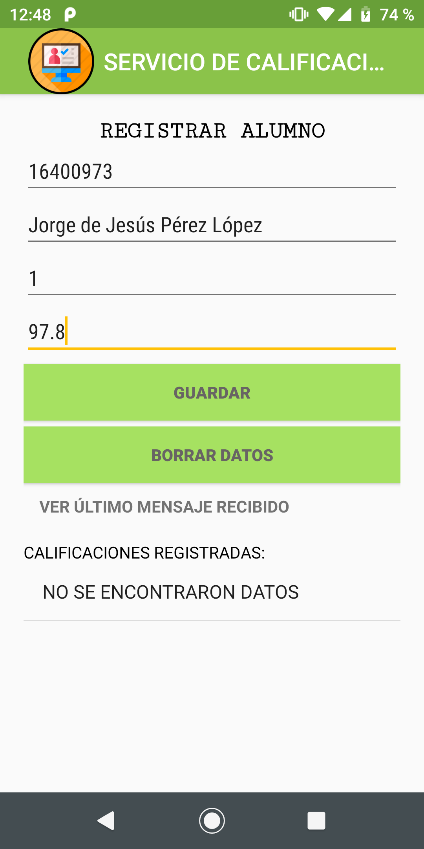 12:48 74 %
SERVICIO DE CALIFICACI...
REGISTRAR ALUMNO
16400973
Jorge de Jesús Pérez López
1
97.8
GUARDAR
BORRAR DATOS
VER ÚLTIMO MENSAJE RECIBIDO
CALIFICACIONES REGISTRADAS:
NO SE ENCONTRARON DATOS